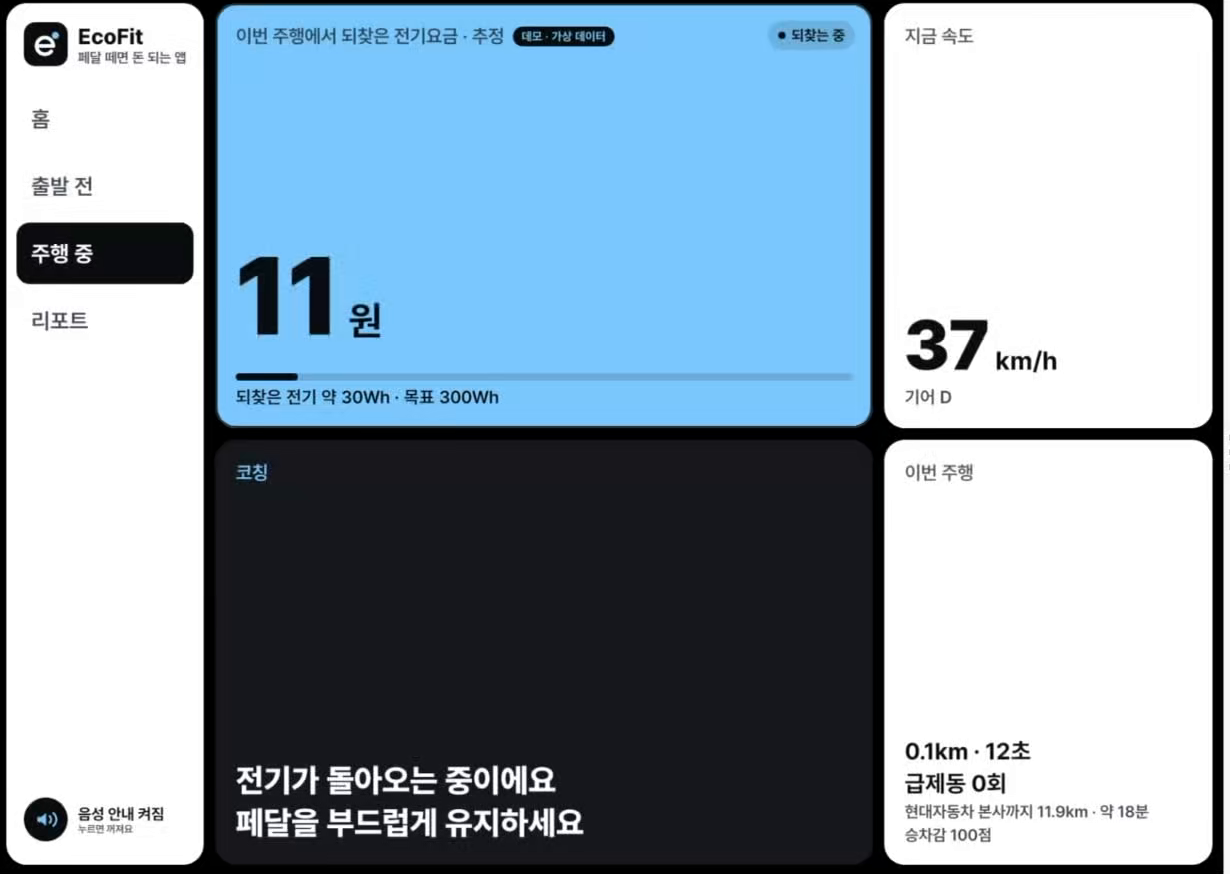 EcoFit
페달 떼면 돈 되는 앱
홈
출발 전
주행 중
리포트
음성 안내 켜짐
누르면 꺼져요
이번 주행에서 되찾은 전기요금 · 추정
데모 · 가상 데이터
되찾는 중
11 원
되찾은 전기 약 30Wh · 목표 300Wh
지금 속도
37 km/h
기어 D
코칭
전기가 돌아오는 중이에요
페달을 부드럽게 유지하세요
이번 주행
0.1km · 12초
급제동 0회
현대자동차 본사까지 11.9km · 약 18분
승차감 100점